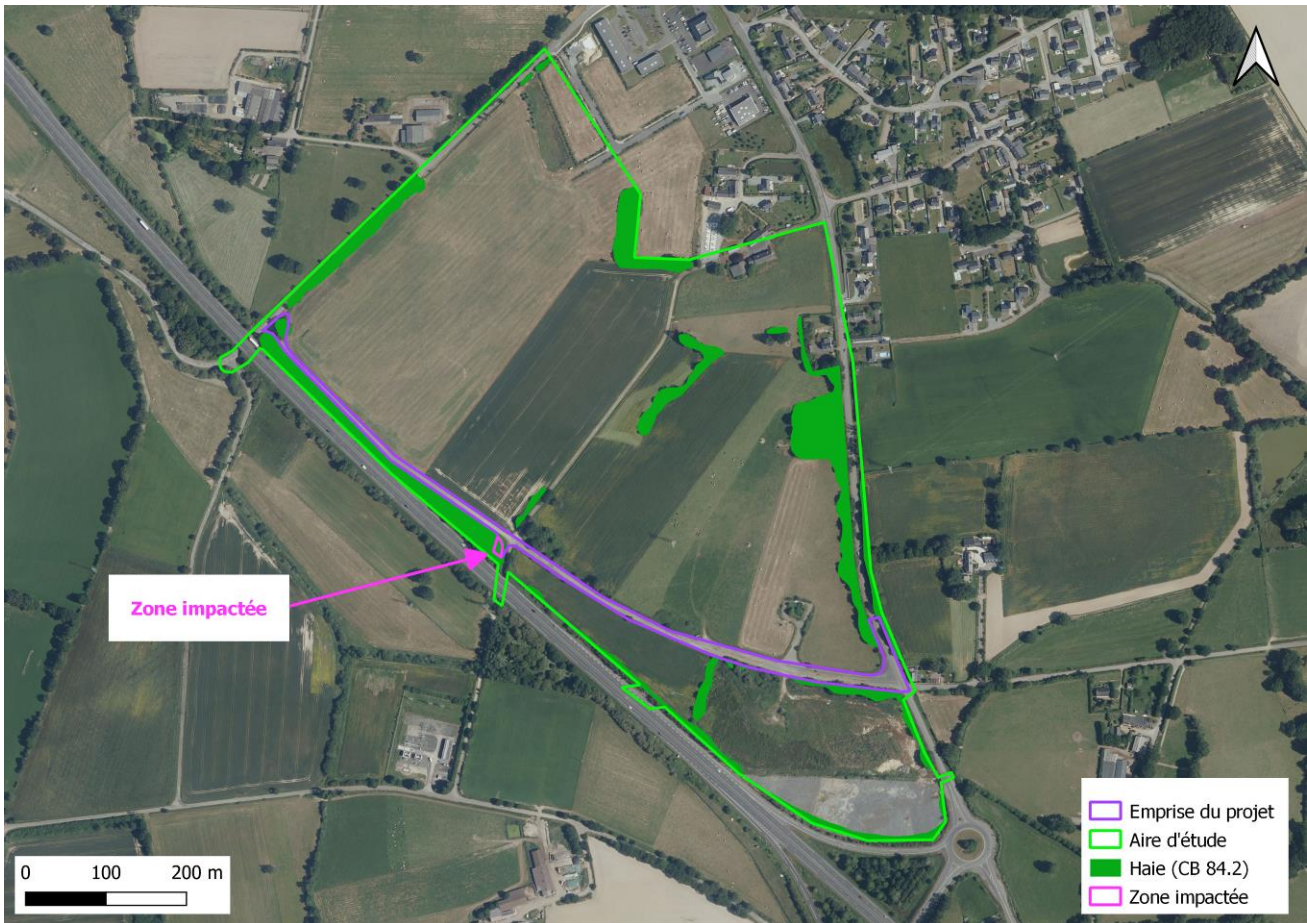 Zone impactée
Emprise du projet
Aire d'étude
Haie (CB 84.2)
Zone impactée
0 100 200 m